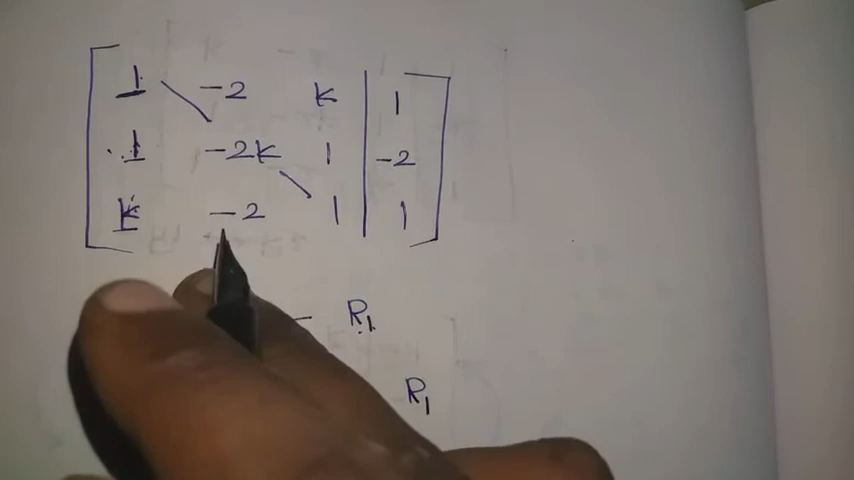 1 -2 k | 1
1 -2k 1 | -2
k -2 1 | 1
- R1
R1